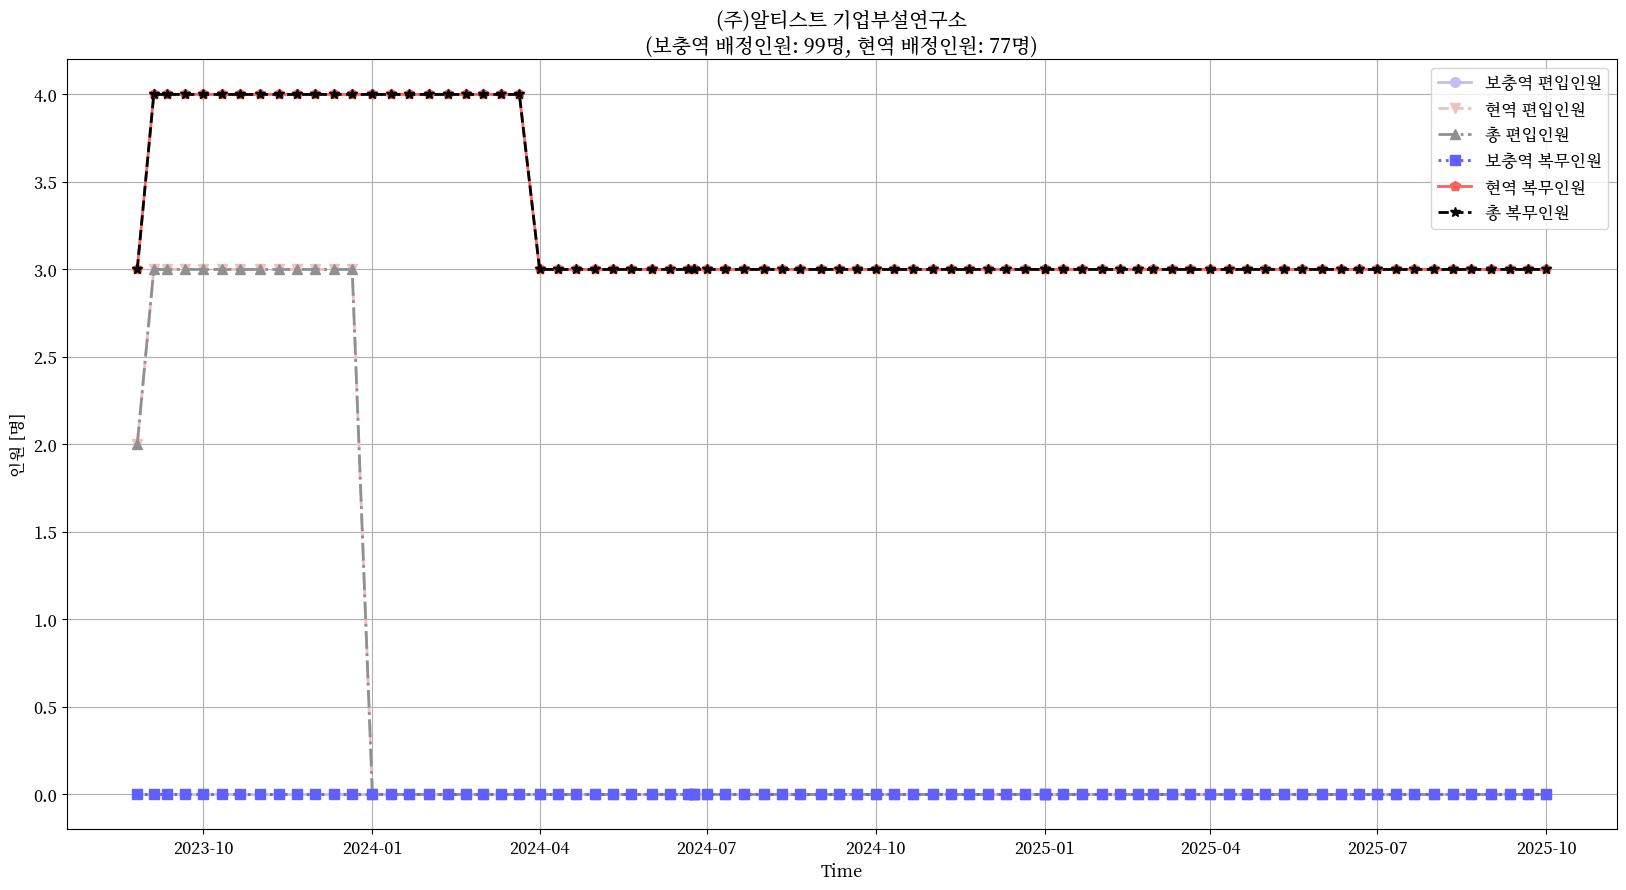 (주)알티스트 기업부설연구소
(보충역 배정인원: 99명, 현역 배정인원: 77명)
보충역 편입인원
현역 편입인원
총 편입인원
보충역 복무인원
현역 복무인원
총 복무인원
인원 [명]
4.0
3.5
3.0
2.5
2.0
1.5
1.0
0.5
0.0
2023-10
2024-01
2024-04
2024-07
2024-10
2025-01
2025-04
2025-07
2025-10
Time